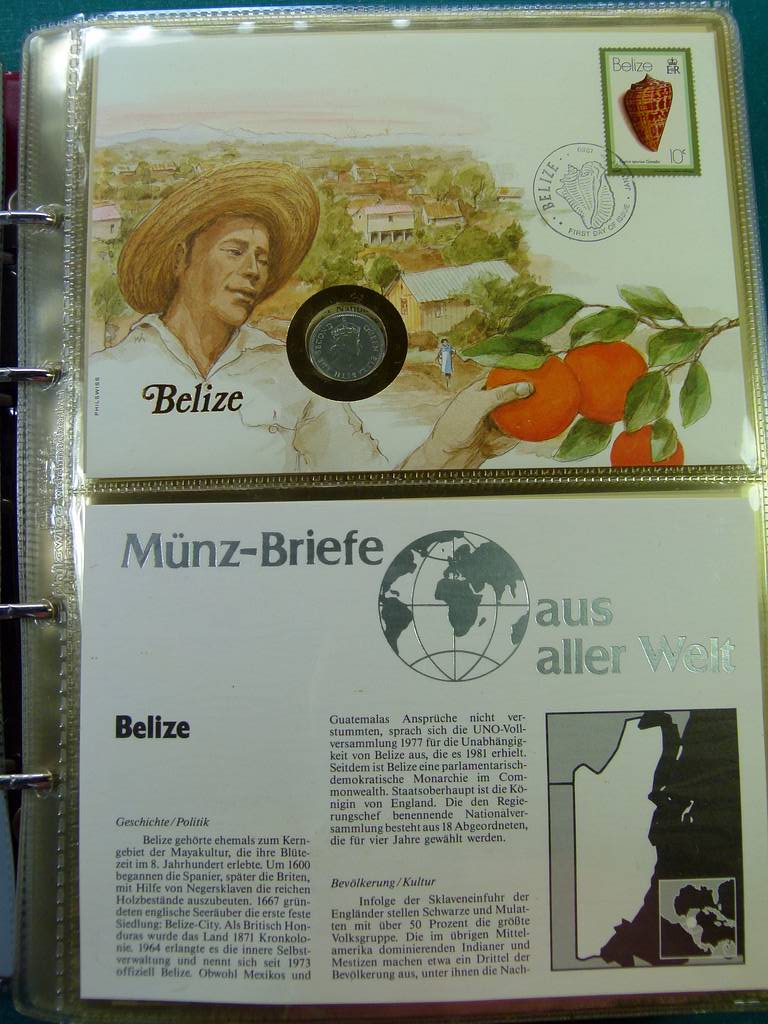 Belize
E R
10c
BELIZE
FIRST DAY OF ISSUE
SECOND
QUEEN
PHILSWISS
Belize
Münz-Briefe
aus
aller Welt
Belize
Geschichte/Politik
Belize gehörte ehemals zum Kern-
gebiet der Mayakultur, die ihre Blüte-
zeit im 8. Jahrhundert erlebte. Um 1600
begannen die Spanier, später die Briten,
mit Hilfe von Negersklaven die reichen
Holzbestände auszubeuten. 1667 grün-
deten englische Seeräuber die erste feste
Siedlung: Belize-City. Als Britisch Hon-
duras wurde das Land 1871 Kronkolo-
nie. 1964 erlangte es die innere Selbst-
verwaltung und nennt sich seit 1973
offiziell Belize. Obwohl Mexikos und
Guatemalas Ansprüche nicht ver-
stummten, sprach sich die UNO-Voll-
versammlung 1977 für die Unabhängig-
keit von Belize aus, die es 1981 erhielt.
Seitdem ist Belize eine parlamentarisch-
demokratische Monarchie im Com-
monwealth. Staatsoberhaupt ist die Kö-
nigin von England. Die den Regie-
rungschef benennende Nationalver-
sammlung besteht aus 18 Abgeordneten,
die für vier Jahre gewählt werden.
Bevölkerung/Kultur
Infolge der Sklaveneinfuhr der
Engländer stellen Schwarze und Mulat-
ten mit über 50 Prozent die größte
Volksgruppe. Die im übrigen Mittel-
amerika dominierenden Indianer und
Mestizen machen etwa ein Drittel der
Bevölkerung aus, unter ihnen die Nach-